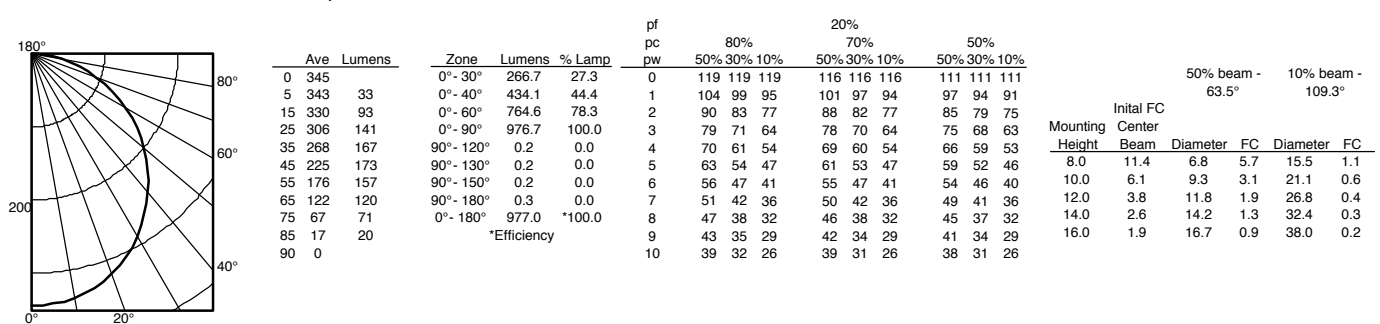 180°
80°
60°
200
40°
0° 20°
Ave Lumens
0 345
5 343 33
15 330 93
25 306 141
35 268 167
45 225 173
55 176 157
65 122 120
75 67 71
85 17 20
90 0
Zone Lumens % Lamp
0°- 30° 266.7 27.3
0°- 40° 434.1 44.4
0°- 60° 764.6 78.3
0°- 90° 976.7 100.0
90°- 120° 0.2 0.0
90°- 130° 0.2 0.0
90°- 150° 0.2 0.0
90°- 180° 0.3 0.0
0°- 180° 977.0 *100.0
*Efficiency
pf 20%
pc 80% 70% 50%
pw 50% 30% 10% 50% 30% 10% 50% 30% 10%
0 119 119 119 116 116 116 111 111 111
1 104 99 95 101 97 94 97 94 91
2 90 83 77 88 82 77 85 79 75
3 79 71 64 78 70 64 75 68 63
4 70 61 54 69 60 54 66 59 53
5 63 54 47 61 53 47 59 52 46
6 56 47 41 55 47 41 54 46 40
7 51 42 36 50 42 36 49 41 36
8 47 38 32 46 38 32 45 37 32
9 43 35 29 42 34 29 41 34 29
10 39 32 26 39 31 26 38 31 26
50% beam - 10% beam -
63.5° 109.3°
Inital FC
Mounting Center
Height Beam Diameter FC Diameter FC
8.0 11.4 6.8 5.7 15.5 1.1
10.0 6.1 9.3 3.1 21.1 0.6
12.0 3.8 11.8 1.9 26.8 0.4
14.0 2.6 14.2 1.3 32.4 0.3
16.0 1.9 16.7 0.9 38.0 0.2